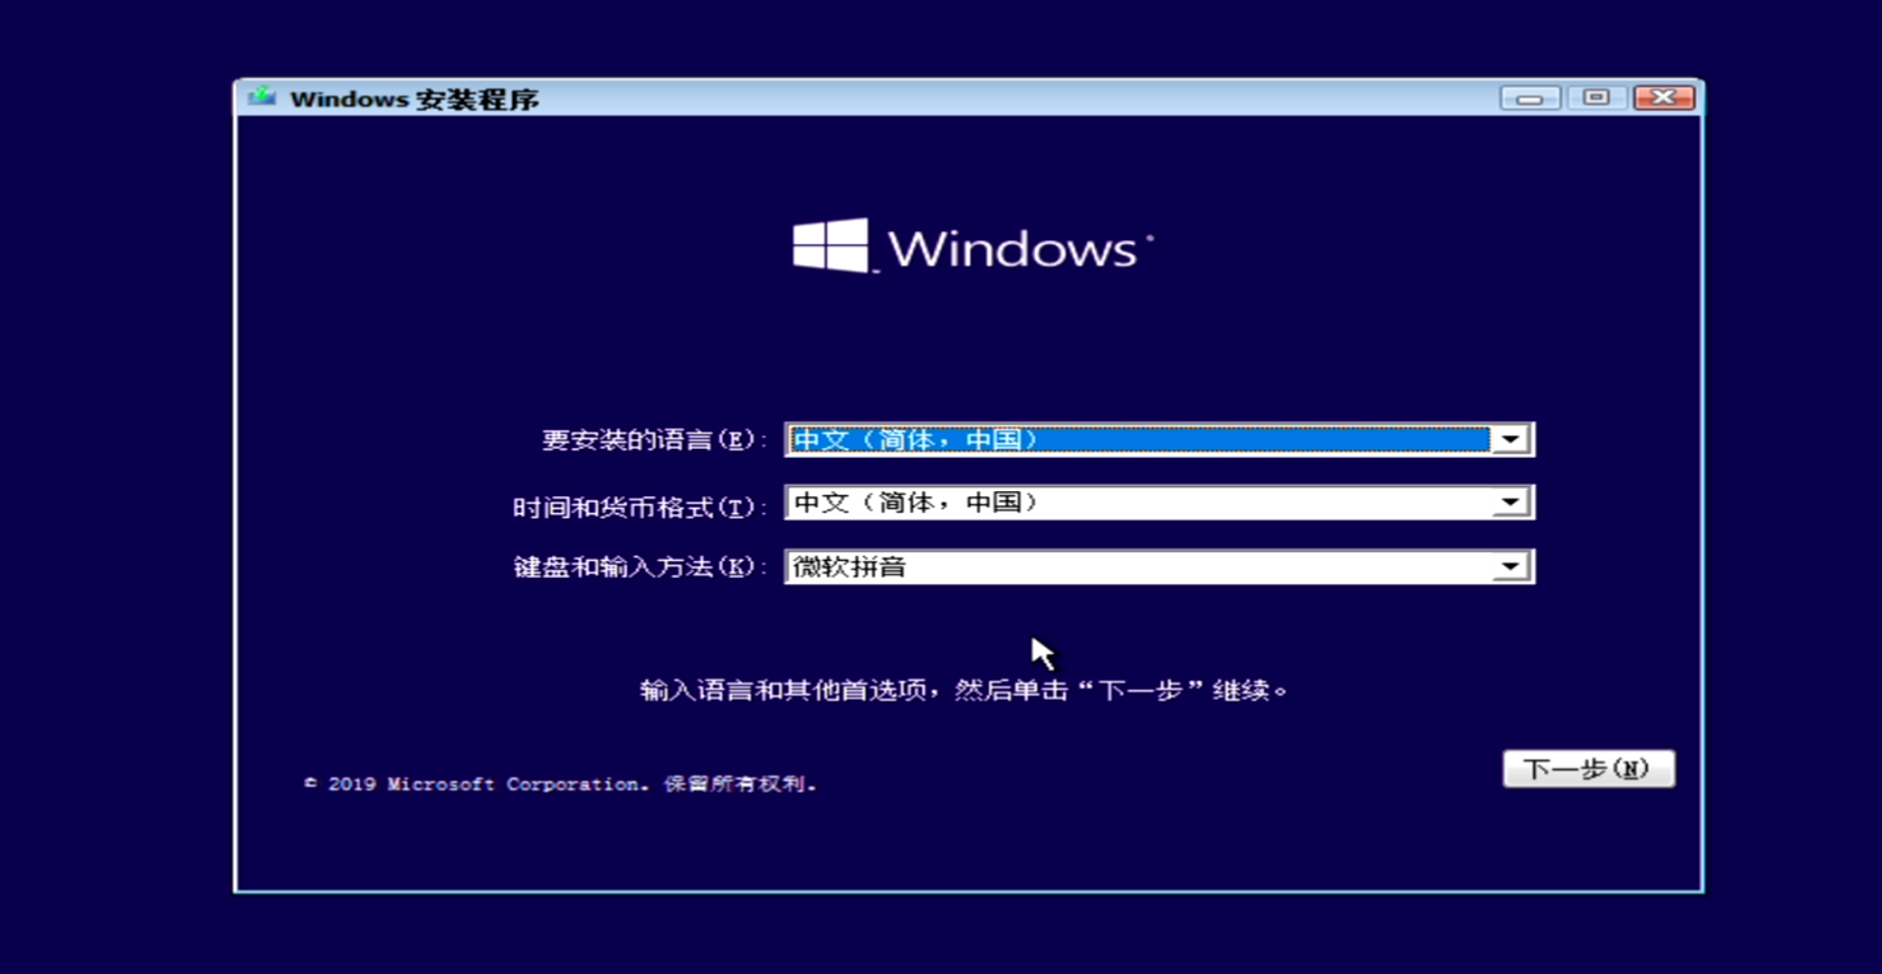 Windows 安装程序
Windows
要安装的语言(E): 中文（简体，中国）
时间和货币格式(T): 中文（简体，中国）
键盘和输入方法(K): 微软拼音
输入语言和其他首选项，然后单击“下一步”继续。
下一步(N)
© 2019 Microsoft Corporation. 保留所有权利.